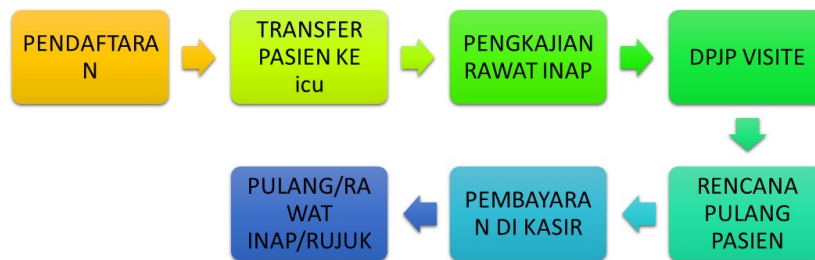 PENDAFTARA
N
TRANSFER
PASIEN KE
icu
PENGKAJIAN
RAWAT INAP
DPJP VISITE
RENCANA
PULANG
PASIEN
PEMBAYARA
N DI KASIR
PULANG/RA
WAT
INAP/RUJUK